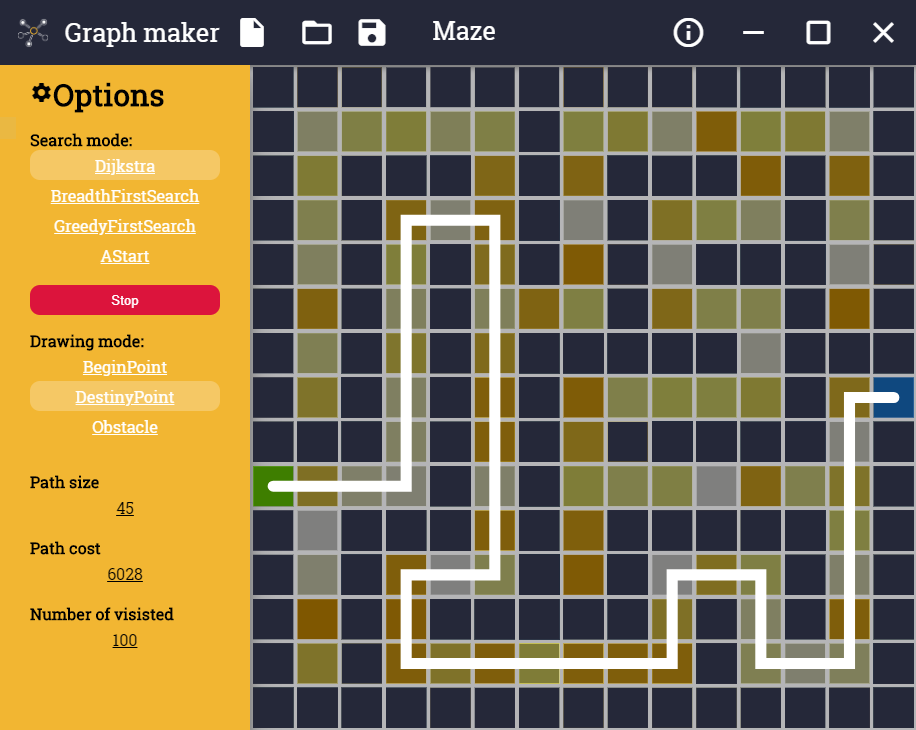 Graph maker
Maze
Options
Search mode:
Dijkstra
BreadthFirstSearch
GreedyFirstSearch
AStart
Stop
Drawing mode:
BeginPoint
DestinyPoint
Obstacle
Path size
45
Path cost
6028
Number of visisted
100